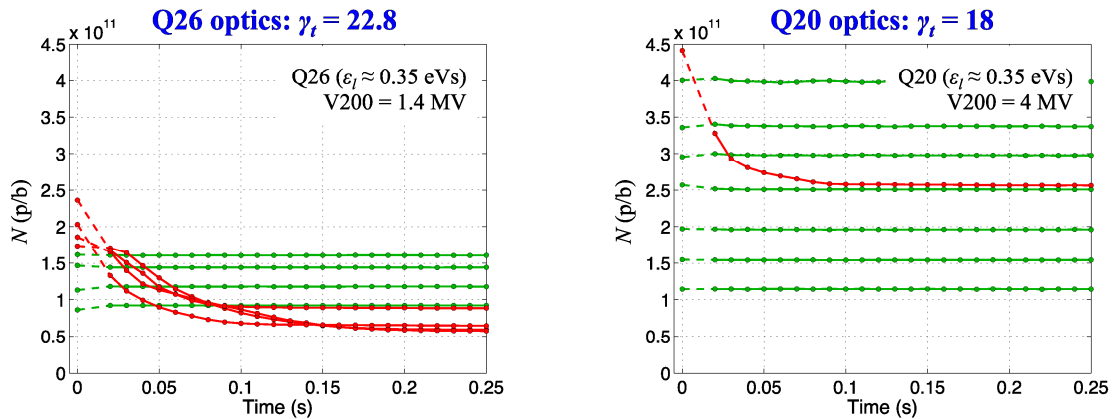 Q26 optics: γt = 22.8
x 10^11
4.5
4
3.5
3
2.5
2
1.5
1
0.5
0
N (p/b)
Q26 (εl ≈ 0.35 eVs)
V200 = 1.4 MV
0 0.05 0.1 0.15 0.2 0.25
Time (s)
Q20 optics: γt = 18
x 10^11
4.5
4
3.5
3
2.5
2
1.5
1
0.5
0
N (p/b)
Q20 (εl ≈ 0.35 eVs)
V200 = 4 MV
0 0.05 0.1 0.15 0.2 0.25
Time (s)